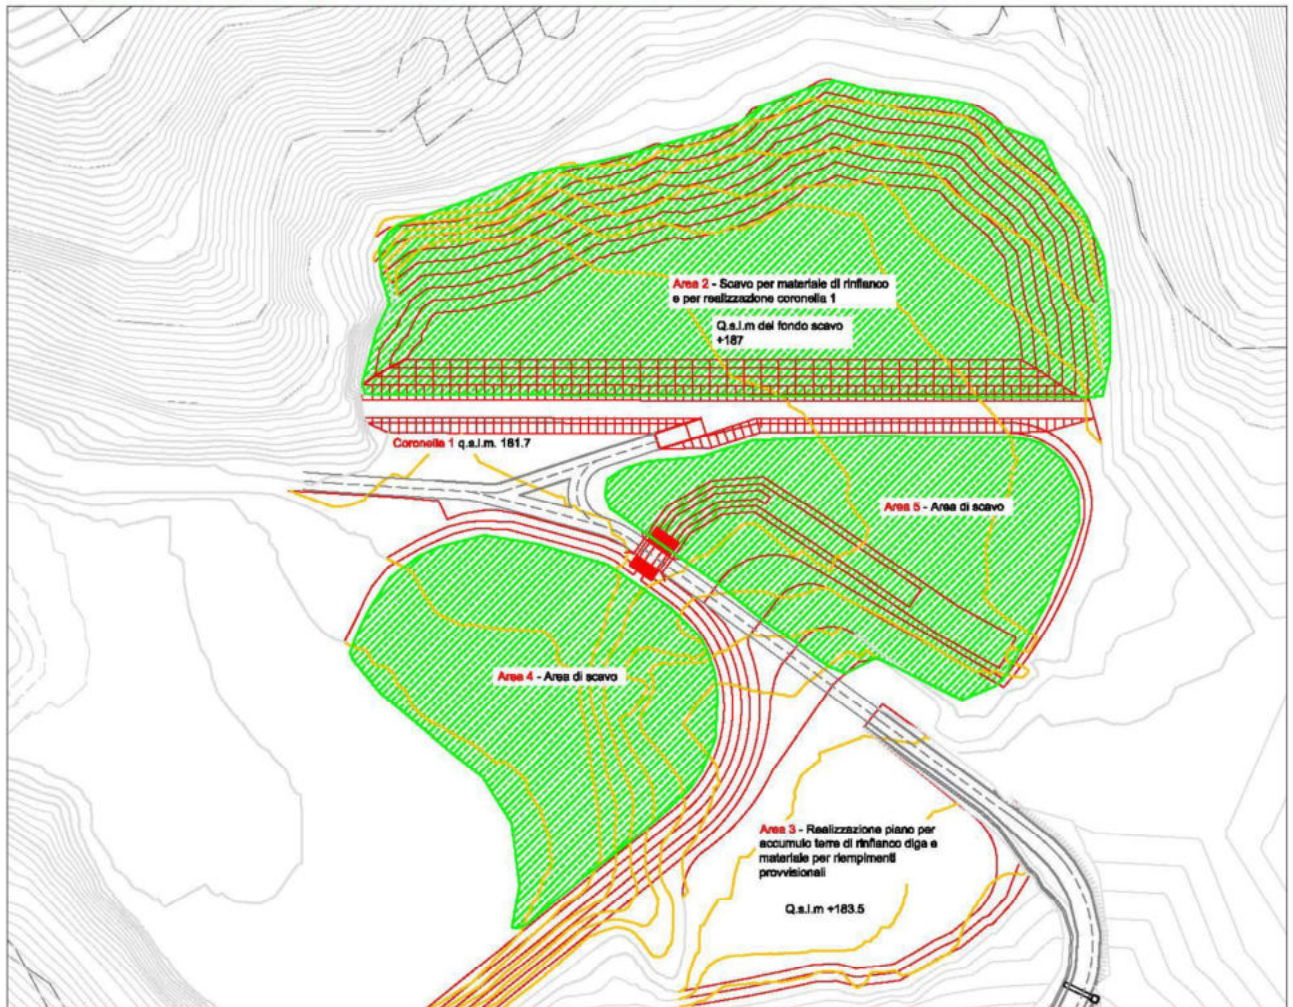 Area 2 - Scavo per materiale di rinfianco
e per realizzazione coronella 1
Q.s.l.m del fondo scavo
+187
Coronella 1 q.s.l.m. 181.7
Area 5 - Area di scavo
Area 4 - Area di scavo
Area 3 - Realizzazione piano per
accumulo terre di rinfianco diga e
materiale per riempimenti
provvisionali
Q.s.l.m +183.5